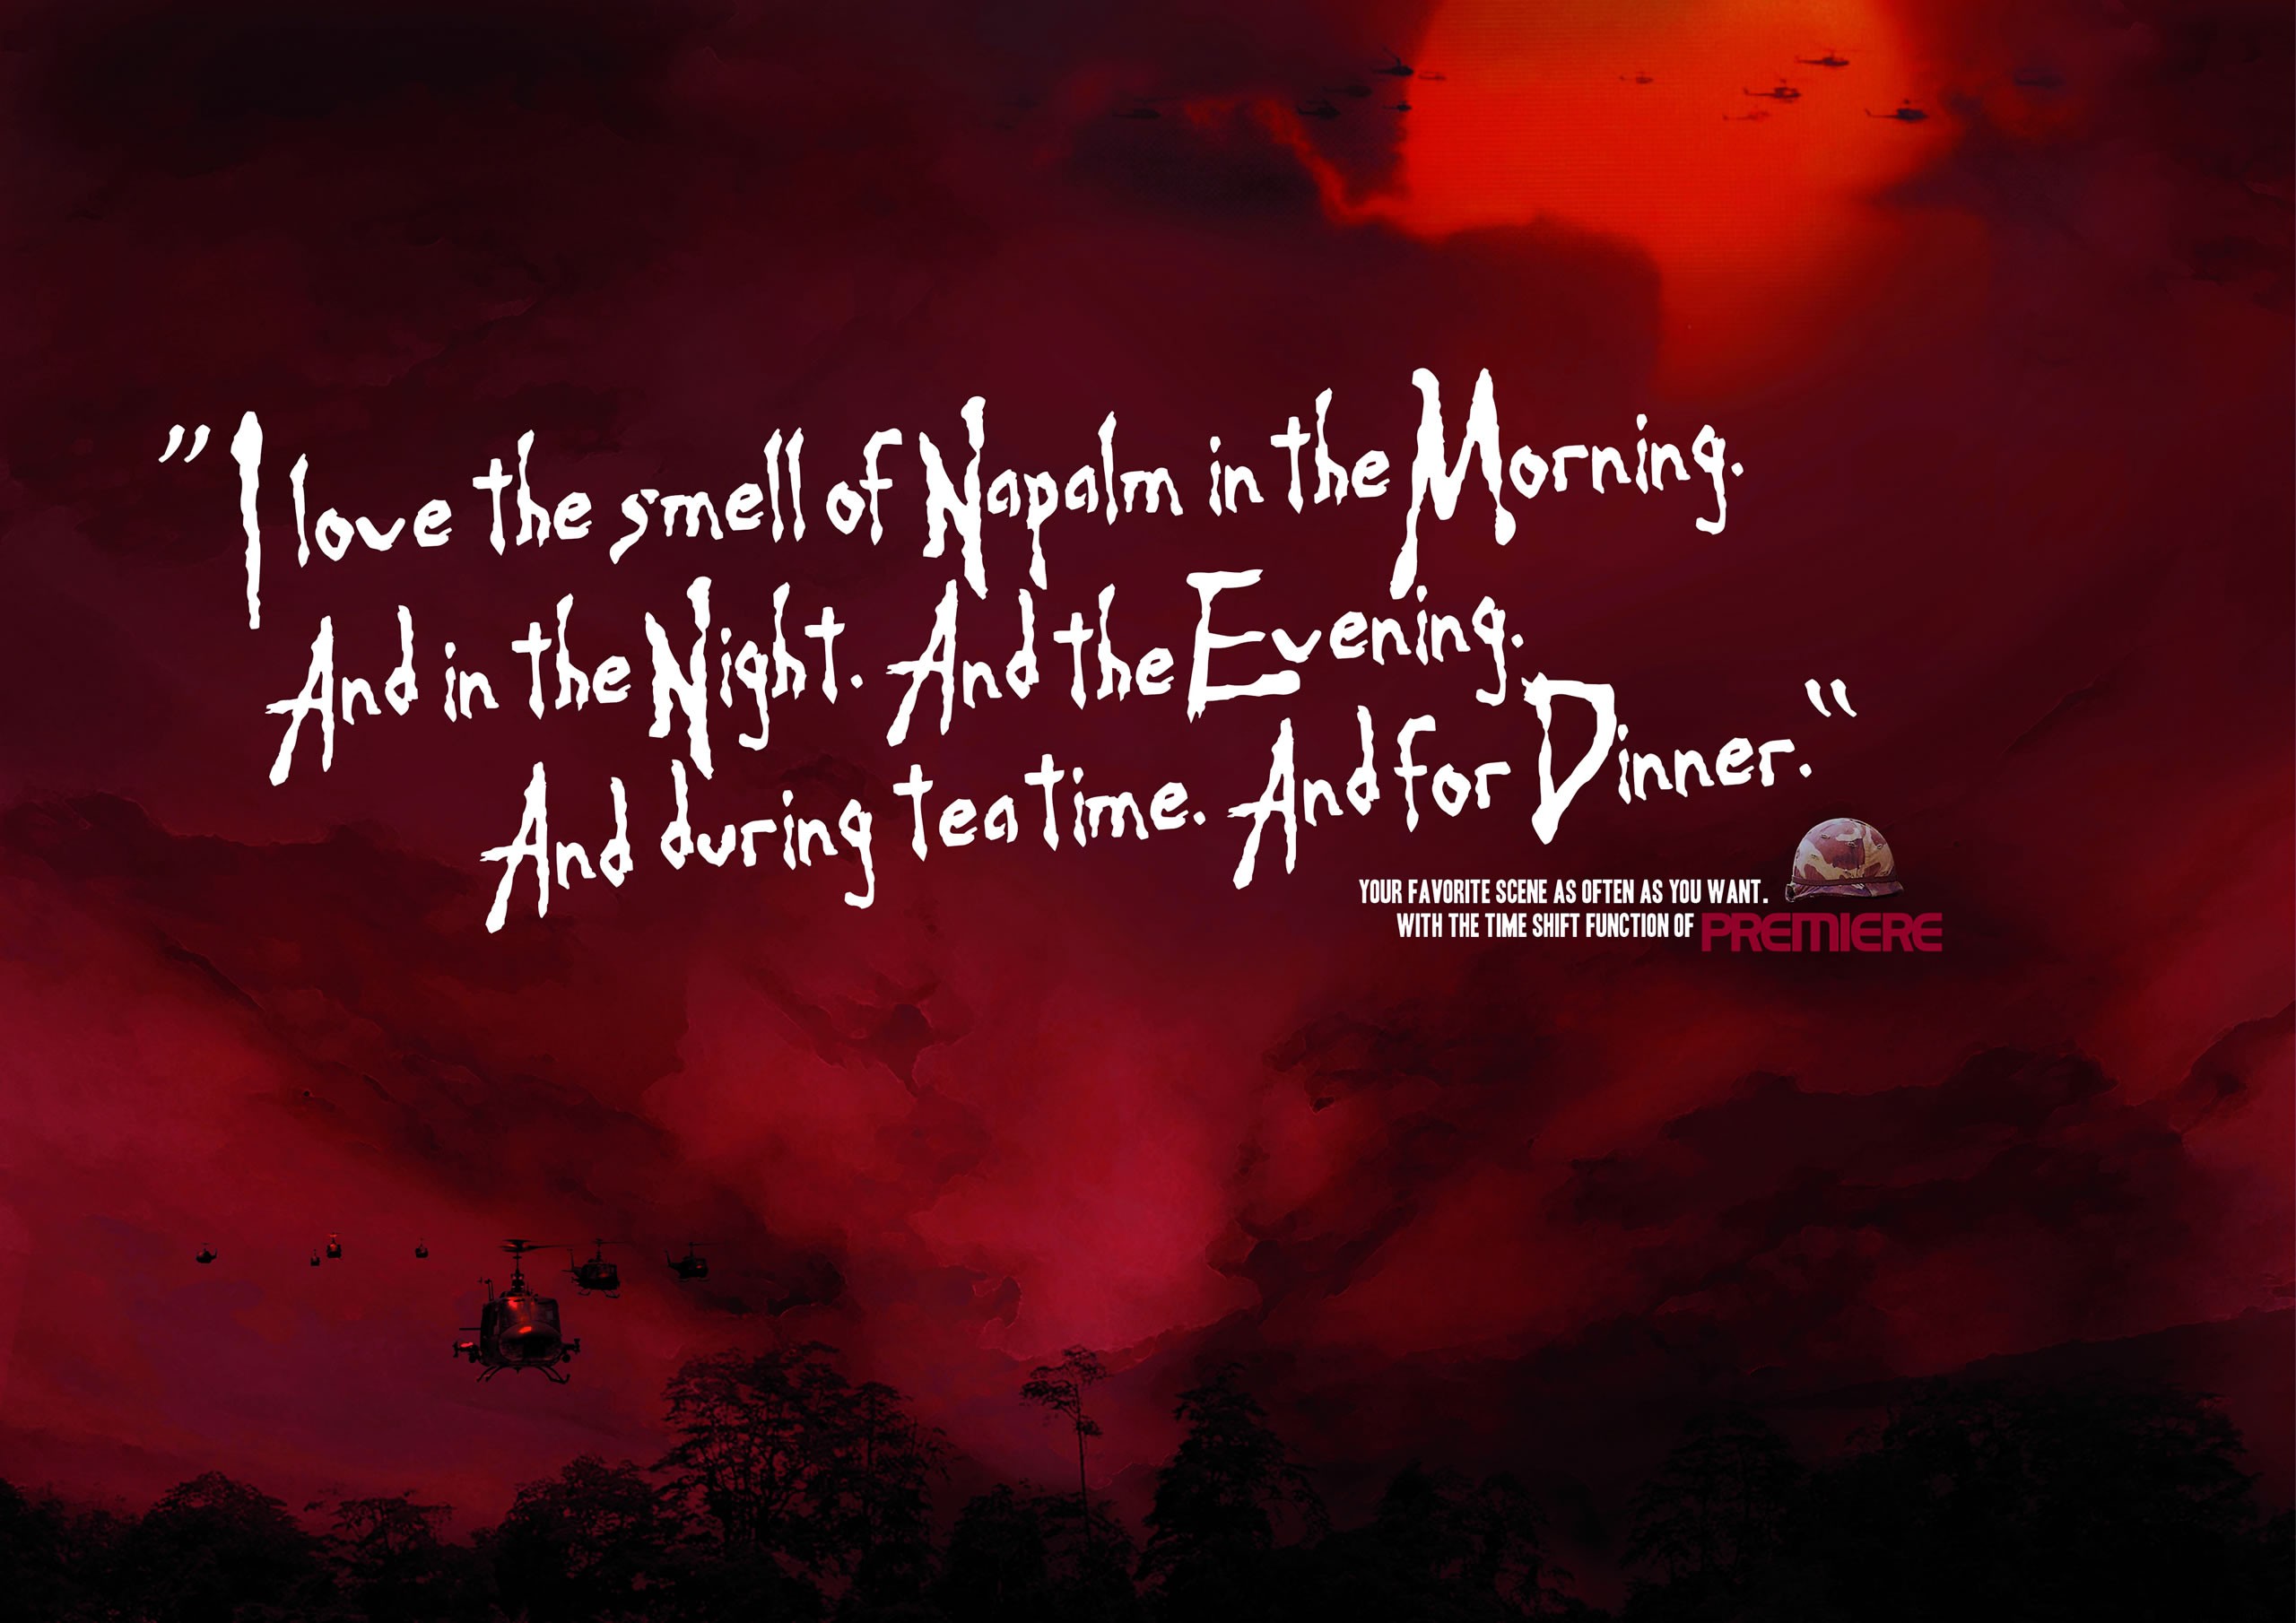 "I love the smell of Napalm in the Morning.
And in the Night. And the Evening.
And during tea time. And for Dinner."
YOUR FAVORITE SCENE AS OFTEN AS YOU WANT.
WITH THE TIME SHIFT FUNCTION OF PREMIERE